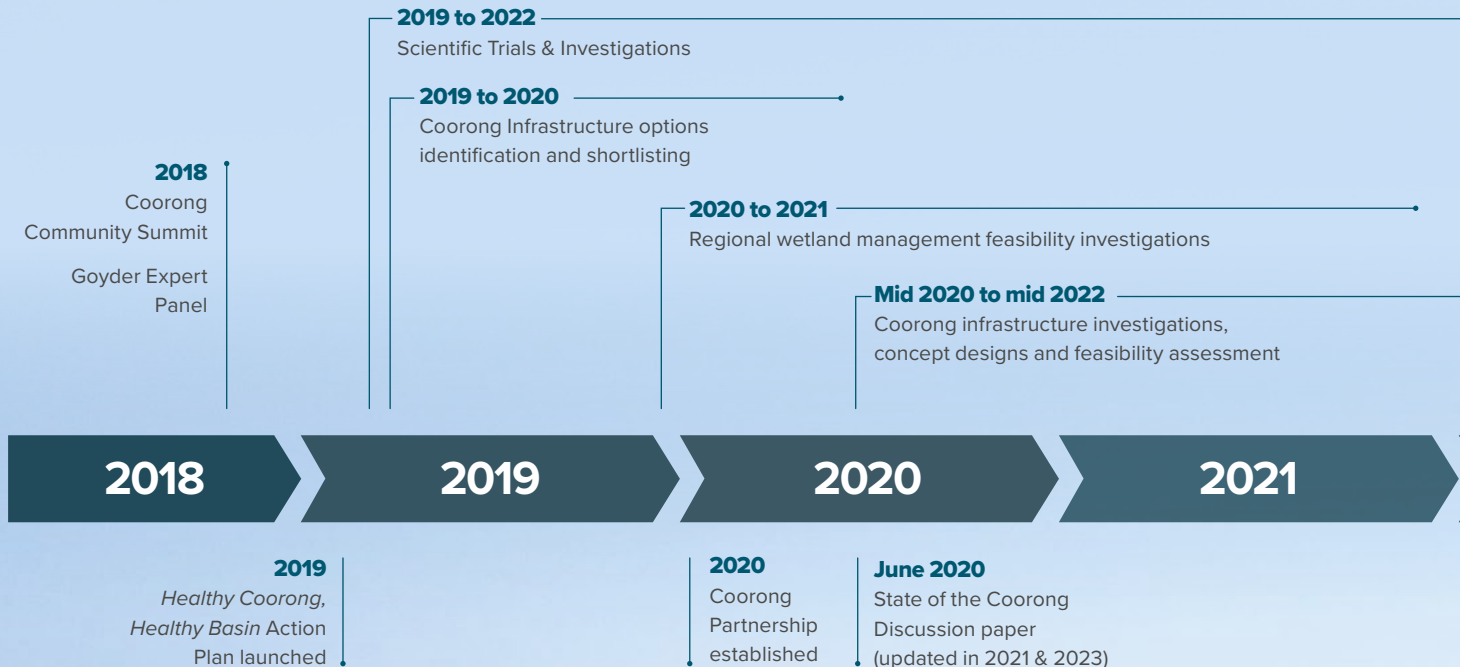 2019 to 2022
Scientific Trials & Investigations
2019 to 2020
Coorong Infrastructure options
identification and shortlisting
2018
Coorong
Community Summit
Goyder Expert
Panel
2020 to 2021
Regional wetland management feasibility investigations
Mid 2020 to mid 2022
Coorong infrastructure investigations,
concept designs and feasibility assessment
2018
2019
2020
2021
2019
Healthy Coorong,
Healthy Basin Action
Plan launched
2020
Coorong
Partnership
established
June 2020
State of the Coorong
Discussion paper
(updated in 2021 & 2023)